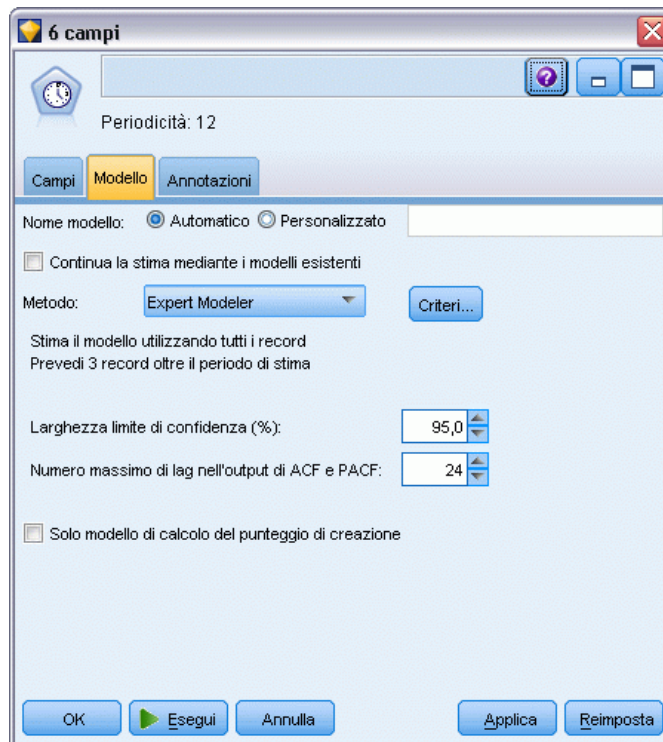 6 campi
Periodicità: 12
Campi Modello Annotazioni
Nome modello: Automatico Personalizzato
Continua la stima mediante i modelli esistenti
Metodo: Expert Modeler Criteri...
Stima il modello utilizzando tutti i record
Prevedi 3 record oltre il periodo di stima
Larghezza limite di confidenza (%): 95,0
Numero massimo di lag nell'output di ACF e PACF: 24
Solo modello di calcolo del punteggio di creazione
OK Esegui Annulla Applica Reimposta